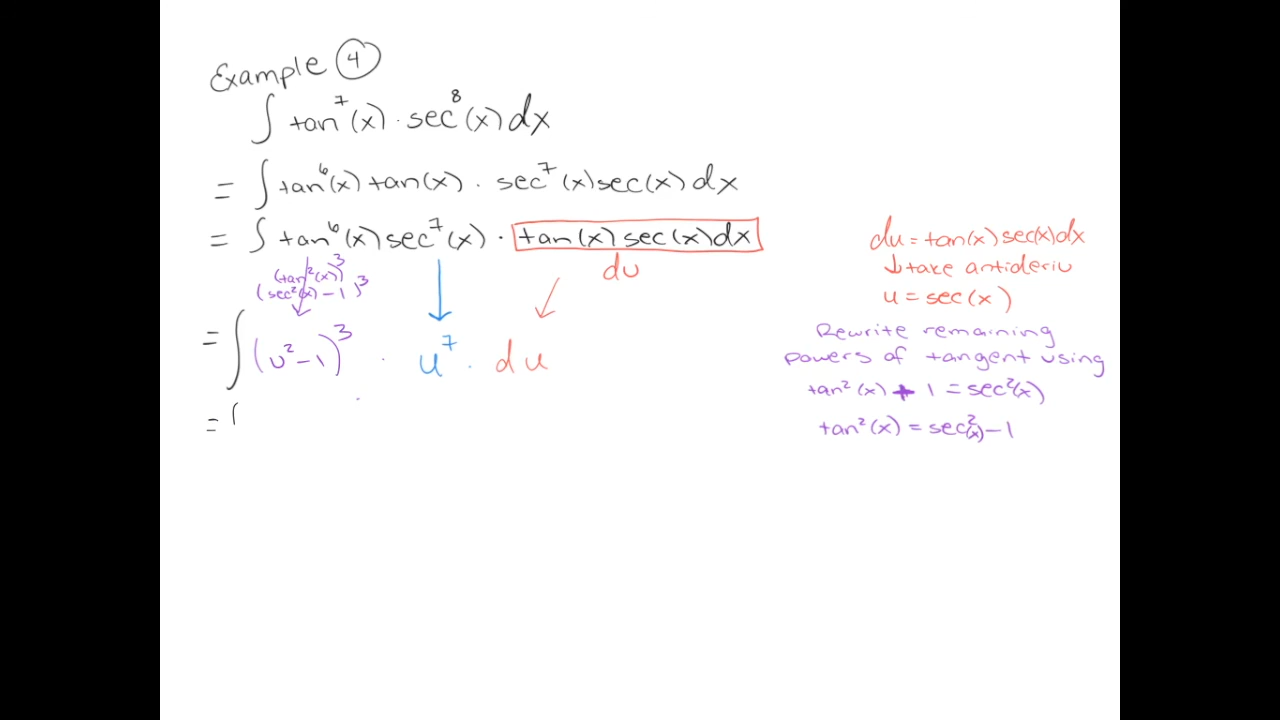 Example ④
∫ tan⁷(x) · sec⁸(x) dx
= ∫ tan⁶(x) tan(x) · sec⁷(x) sec(x) dx
= ∫ tan⁶(x) sec⁷(x) · tan(x) sec(x) dx
du
(tan²(x))³
(sec²(x) − 1)³
= ∫ (u² − 1)³ · u⁷ · du
= (
du = tan(x) sec(x) dx
↓ take antideriv
u = sec(x)
Rewrite remaining
powers of tangent using
tan²(x) + 1 = sec²(x)
tan²(x) = sec²(x) − 1